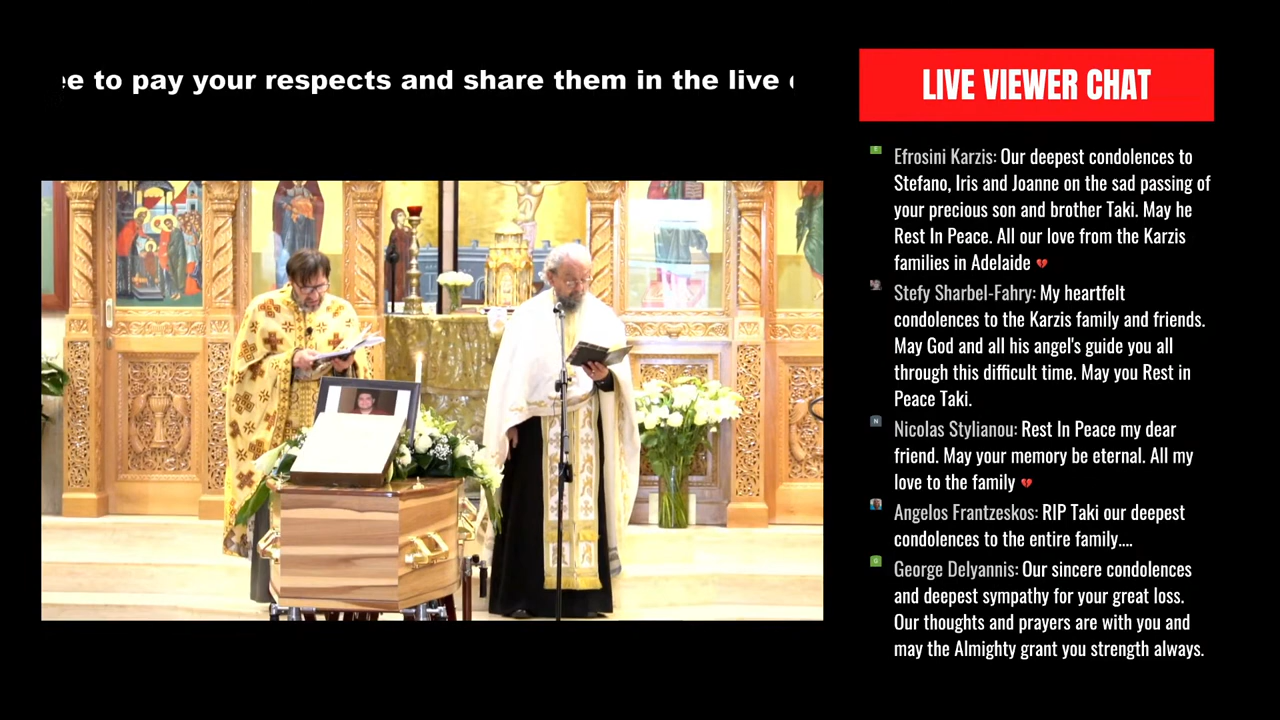 to pay your respects and share them in the live
LIVE VIEWER CHAT
Efrosini Karzis: Our deepest condolences to
Stefano, Iris and Joanne on the sad passing of
your precious son and brother Taki. May he
Rest In Peace. All our love from the Karzis
families in Adelaide 💔
Stefy Sharbel-Fahry: My heartfelt
condolences to the Karzis family and friends.
May God and all his angel's guide you all
through this difficult time. May you Rest in
Peace Taki.
Nicolas Stylianou: Rest In Peace my dear
friend. May your memory be eternal. All my
love to the family 💔
Angelos Frantzeskos: RIP Taki our deepest
condolences to the entire family....
George Delyannis: Our sincere condolences
and deepest sympathy for your great loss.
Our thoughts and prayers are with you and
may the Almighty grant you strength always.